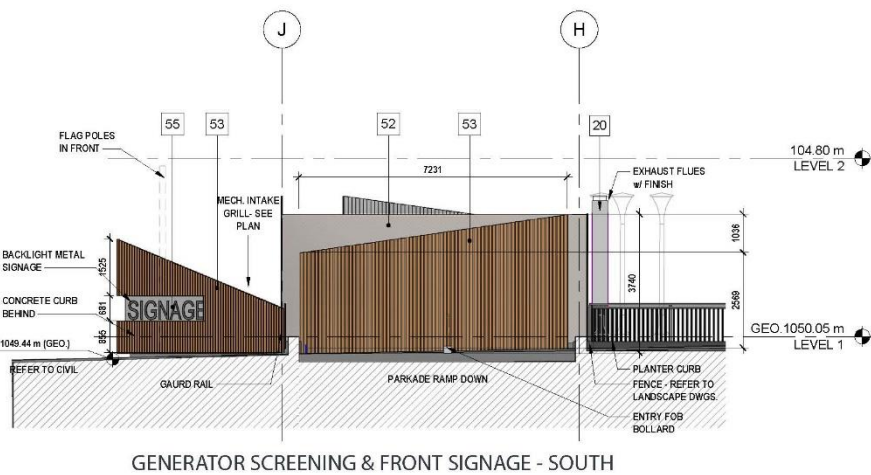 J
H
55
53
52
53
20
FLAG POLES
IN FRONT
104.80 m
LEVEL 2
7231
EXHAUST FLUES
w/ FINISH
MECH. INTAKE
GRILL- SEE
PLAN
BACKLIGHT METAL
SIGNAGE
1525
1036
3740
2569
CONCRETE CURB
BEHIND
681
SIGNAGE
855
GEO.1050.05 m
LEVEL 1
1049.44 m (GEO.)
REFER TO CIVIL
GAURD RAIL
PARKADE RAMP DOWN
PLANTER CURB
FENCE - REFER TO
LANDSCAPE DWGS.
ENTRY FOB
BOLLARD
GENERATOR SCREENING & FRONT SIGNAGE - SOUTH